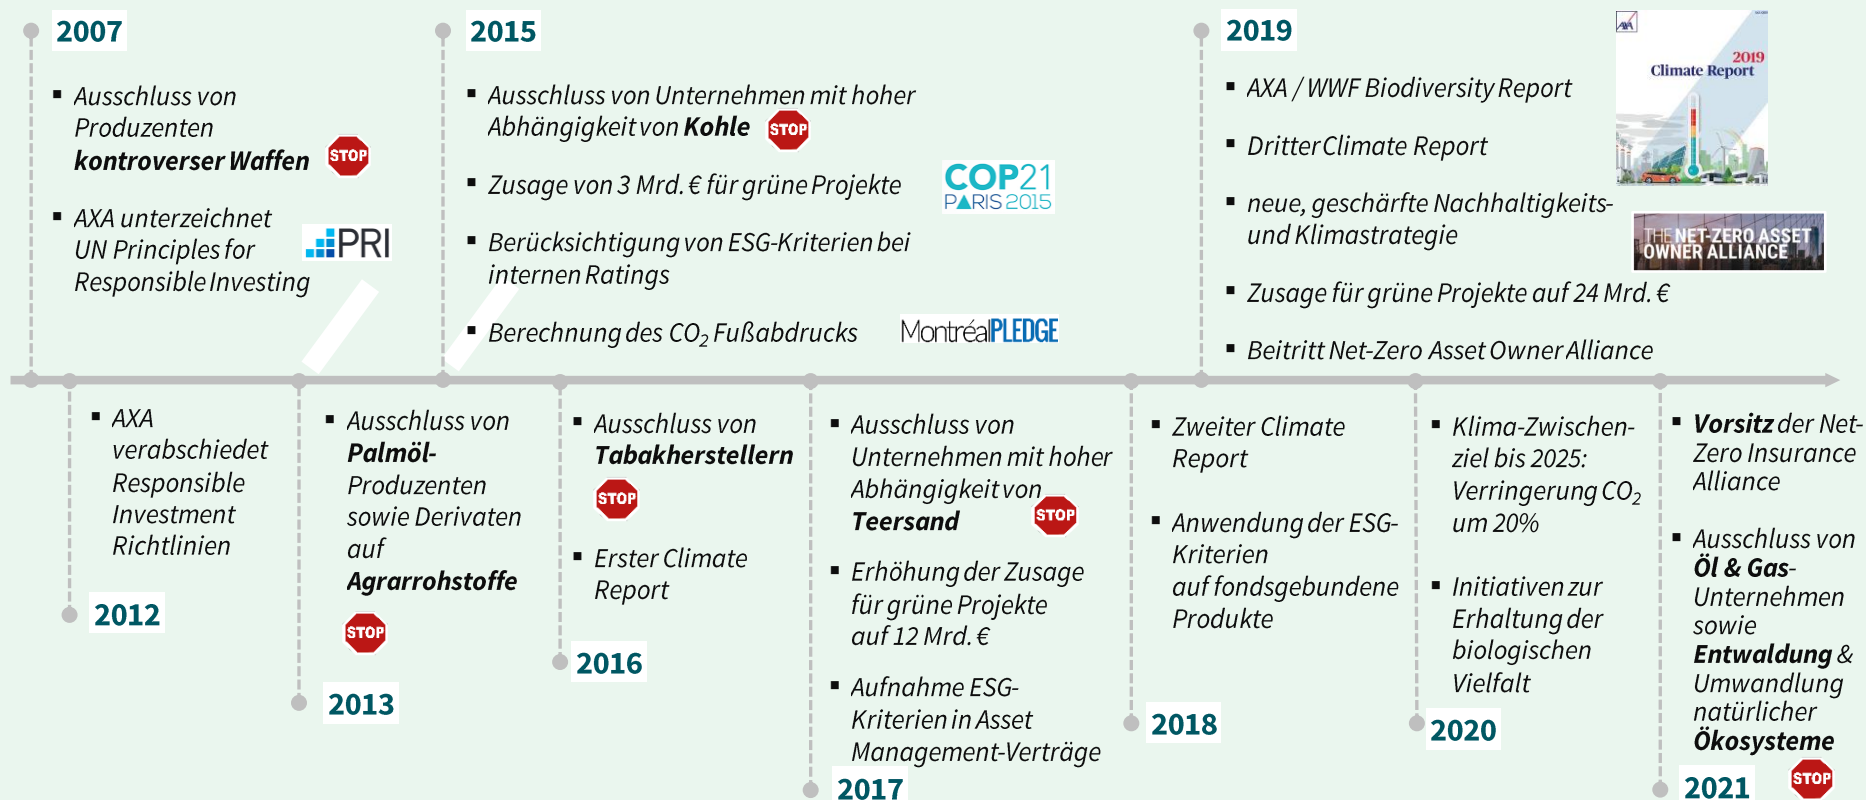 2007
▪ Ausschluss von
Produzenten
kontroverser Waffen
STOP
▪ AXA unterzeichnet
UN Principles for
Responsible Investing
PRI
2015
▪ Ausschluss von Unternehmen mit hoher
Abhängigkeit von Kohle
STOP
▪ Zusage von 3 Mrd. € für grüne Projekte
COP21
PARIS 2015
▪ Berücksichtigung von ESG-Kriterien bei
internen Ratings
▪ Berechnung des CO₂ Fußabdrucks
MontréalPLEDGE
2019
▪ AXA / WWF Biodiversity Report
▪ Dritter Climate Report
▪ neue, geschärfte Nachhaltigkeits-
und Klimastrategie
▪ Zusage für grüne Projekte auf 24 Mrd. €
▪ Beitritt Net-Zero Asset Owner Alliance
AXA
2019
Climate Report
THE NET-ZERO ASSET
OWNER ALLIANCE
▪ AXA
verabschiedet
Responsible
Investment
Richtlinien
2012
▪ Ausschluss von
Palmöl-
Produzenten
sowie Derivaten
auf
Agrarrohstoffe
STOP
2013
▪ Ausschluss von
Tabakherstellern
STOP
▪ Erster Climate
Report
2016
▪ Ausschluss von
Unternehmen mit hoher
Abhängigkeit von
Teersand
STOP
▪ Erhöhung der Zusage
für grüne Projekte
auf 12 Mrd. €
▪ Aufnahme ESG-
Kriterien in Asset
Management-Verträge
2017
▪ Zweiter Climate
Report
▪ Anwendung der ESG-
Kriterien
auf fondsgebundene
Produkte
2018
▪ Klima-Zwischen-
ziel bis 2025:
Verringerung CO₂
um 20%
▪ Initiativen zur
Erhaltung der
biologischen
Vielfalt
2020
▪ Vorsitz der Net-
Zero Insurance
Alliance
▪ Ausschluss von
Öl & Gas-
Unternehmen
sowie
Entwaldung &
Umwandlung
natürlicher
Ökosysteme
STOP
2021